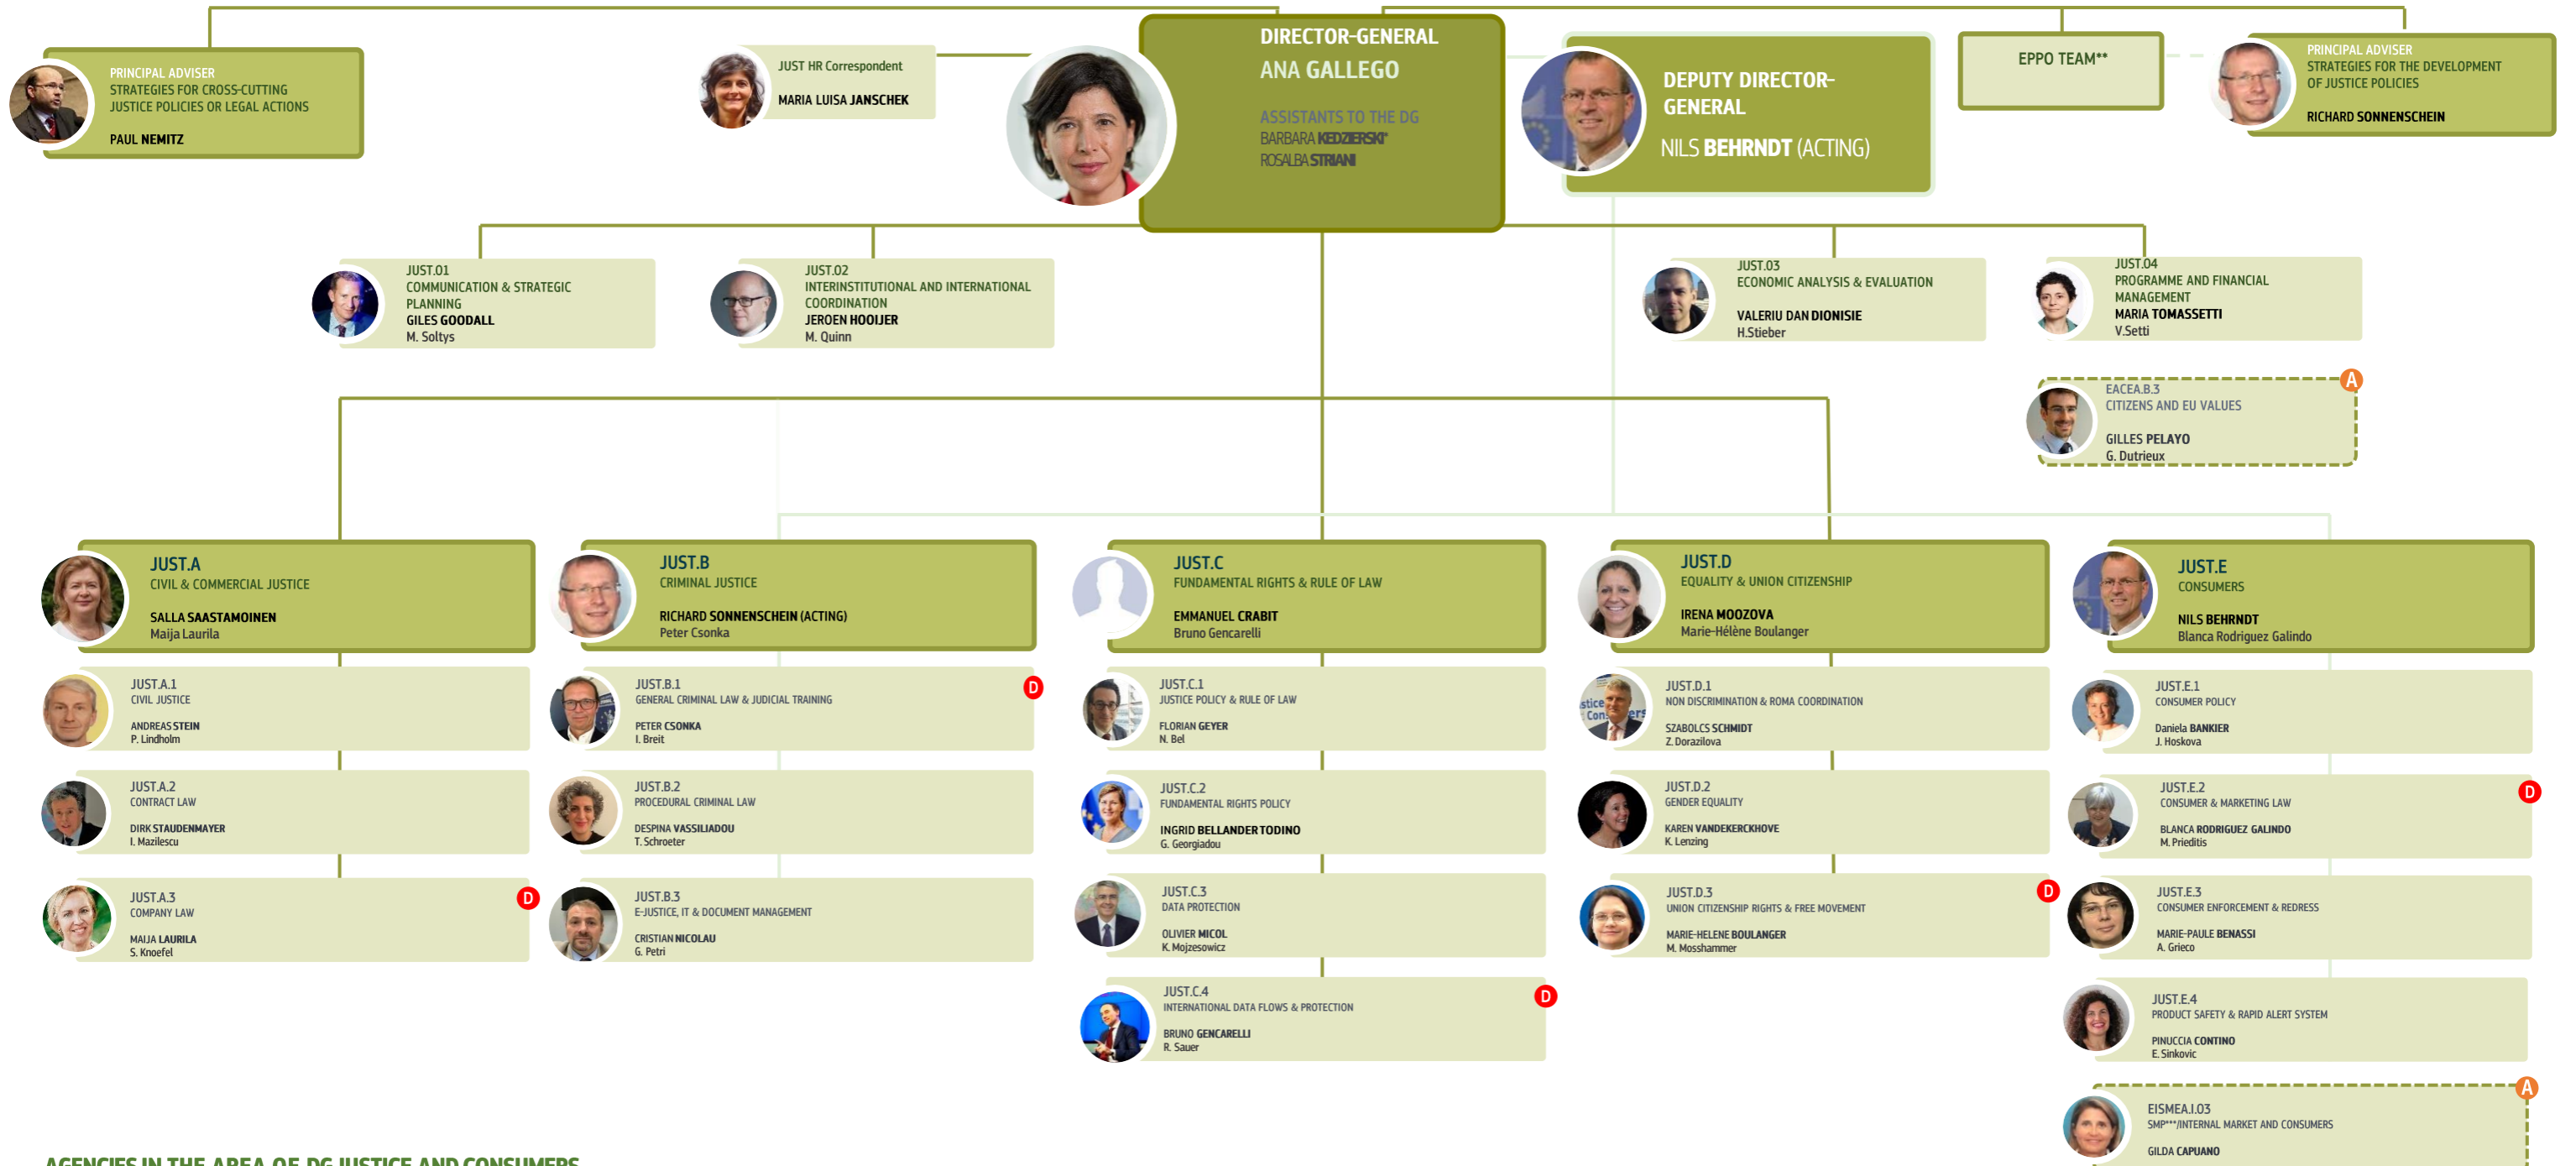 PRINCIPAL ADVISER
STRATEGIES FOR CROSS-CUTTING
JUSTICE POLICIES OR LEGAL ACTIONS
PAUL NEMITZ
JUST HR Correspondent
MARIA LUISA JANSCHEK
DIRECTOR-GENERAL
ANA GALLEGO
ASSISTANTS TO THE DG
BARBARA KEDZIERSKI*
ROSALBA STRIANI
DEPUTY DIRECTOR-
GENERAL
NILS BEHRNDT (ACTING)
EPPO TEAM**
PRINCIPAL ADVISER
STRATEGIES FOR THE DEVELOPMENT
OF JUSTICE POLICIES
RICHARD SONNENSCHEIN
JUST.01
COMMUNICATION & STRATEGIC
PLANNING
GILES GOODALL
M. Soltys
JUST.02
INTERINSTITUTIONAL AND INTERNATIONAL
COORDINATION
JEROEN HOOIJER
M. Quinn
JUST.03
ECONOMIC ANALYSIS & EVALUATION
VALERIU DAN DIONISIE
H.Stieber
JUST.04
PROGRAMME AND FINANCIAL
MANAGEMENT
MARIA TOMASSETTI
V.Setti
A
EACEA.B.3
CITIZENS AND EU VALUES
GILLES PELAYO
G. Dutrieux
JUST.A
CIVIL & COMMERCIAL JUSTICE
SALLA SAASTAMOINEN
Maija Laurila
JUST.A.1
CIVIL JUSTICE
ANDREAS STEIN
P. Lindholm
JUST.A.2
CONTRACT LAW
DIRK STAUDENMAYER
I. Mazilescu
D
JUST.A.3
COMPANY LAW
MAIJA LAURILA
S. Knoefel
JUST.B
CRIMINAL JUSTICE
RICHARD SONNENSCHEIN (ACTING)
Peter Csonka
D
JUST.B.1
GENERAL CRIMINAL LAW & JUDICIAL TRAINING
PETER CSONKA
I. Breit
JUST.B.2
PROCEDURAL CRIMINAL LAW
DESPINA VASSILIADOU
T. Schroeter
JUST.B.3
E-JUSTICE, IT & DOCUMENT MANAGEMENT
CRISTIAN NICOLAU
G. Petri
JUST.C
FUNDAMENTAL RIGHTS & RULE OF LAW
EMMANUEL CRABIT
Bruno Gencarelli
JUST.C.1
JUSTICE POLICY & RULE OF LAW
FLORIAN GEYER
N. Bel
JUST.C.2
FUNDAMENTAL RIGHTS POLICY
INGRID BELLANDER TODINO
G. Georgiadou
JUST.C.3
DATA PROTECTION
OLIVIER MICOL
K. Mojzesowicz
D
JUST.C.4
INTERNATIONAL DATA FLOWS & PROTECTION
BRUNO GENCARELLI
R. Sauer
JUST.D
EQUALITY & UNION CITIZENSHIP
IRENA MOOZOVA
Marie-Hélène Boulanger
JUST.D.1
NON DISCRIMINATION & ROMA COORDINATION
SZABOLCS SCHMIDT
Z. Dorazilova
JUST.D.2
GENDER EQUALITY
KAREN VANDEKERCKHOVE
K. Lenzing
D
JUST.D.3
UNION CITIZENSHIP RIGHTS & FREE MOVEMENT
MARIE-HELENE BOULANGER
M. Mosshammer
JUST.E
CONSUMERS
NILS BEHRNDT
Blanca Rodriguez Galindo
JUST.E.1
CONSUMER POLICY
Daniela BANKIER
J. Hoskova
D
JUST.E.2
CONSUMER & MARKETING LAW
BLANCA RODRIGUEZ GALINDO
M. Prieditis
JUST.E.3
CONSUMER ENFORCEMENT & REDRESS
MARIE-PAULE BENASSI
A. Grieco
JUST.E.4
PRODUCT SAFETY & RAPID ALERT SYSTEM
PINUCCIA CONTINO
E. Sinkovic
A
EISMEA.I.03
SMP***/INTERNAL MARKET AND CONSUMERS
GILDA CAPUANO
AGENCIES IN THE AREA OF DG JUSTICE AND CONSUMERS